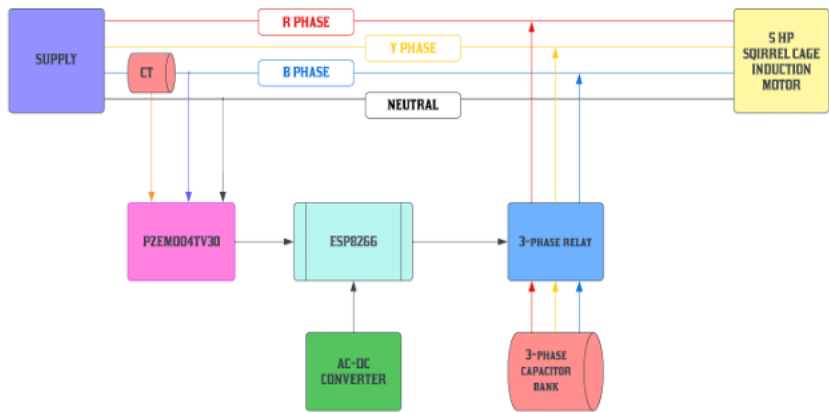 R PHASE
Y PHASE
B PHASE
NEUTRAL
SUPPLY
CT
5 HP
SQIRREL CAGE
INDUCTION
MOTOR
PZEM004TV30
ESP8266
3-PHASE RELAY
AC-DC
CONVERTER
3-PHASE
CAPACITOR
BANK